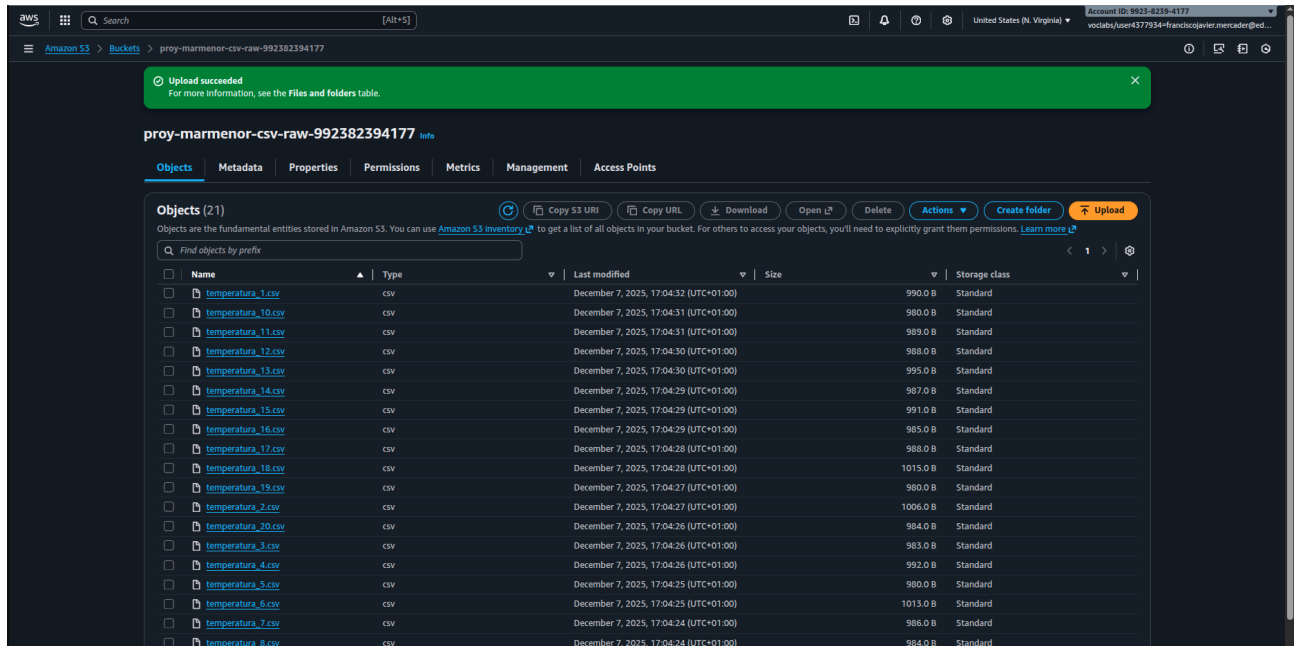 aws Search [Alt+S] United States (N. Virginia) Account ID: 9923-8239-4177
voclabs/user4377934=franciscojavier.mercader@ed...
Amazon S3 > Buckets > proy-marmenor-csv-raw-992382394177
Upload succeeded
For more information, see the Files and folders table.
proy-marmenor-csv-raw-992382394177 Info
Objects Metadata Properties Permissions Metrics Management Access Points
Objects (21) Copy S3 URI Copy URL Download Open Delete Actions Create folder Upload
Objects are the fundamental entities stored in Amazon S3. You can use Amazon S3 inventory to get a list of all objects in your bucket. For others to access your objects, you'll need to explicitly grant them permissions. Learn more
Find objects by prefix < 1 >
Name Type Last modified Size Storage class
temperatura_1.csv csv December 7, 2025, 17:04:32 (UTC+01:00) 990.0 B Standard
temperatura_10.csv csv December 7, 2025, 17:04:31 (UTC+01:00) 980.0 B Standard
temperatura_11.csv csv December 7, 2025, 17:04:31 (UTC+01:00) 989.0 B Standard
temperatura_12.csv csv December 7, 2025, 17:04:30 (UTC+01:00) 988.0 B Standard
temperatura_13.csv csv December 7, 2025, 17:04:30 (UTC+01:00) 995.0 B Standard
temperatura_14.csv csv December 7, 2025, 17:04:29 (UTC+01:00) 987.0 B Standard
temperatura_15.csv csv December 7, 2025, 17:04:29 (UTC+01:00) 991.0 B Standard
temperatura_16.csv csv December 7, 2025, 17:04:29 (UTC+01:00) 985.0 B Standard
temperatura_17.csv csv December 7, 2025, 17:04:28 (UTC+01:00) 988.0 B Standard
temperatura_18.csv csv December 7, 2025, 17:04:28 (UTC+01:00) 1015.0 B Standard
temperatura_19.csv csv December 7, 2025, 17:04:27 (UTC+01:00) 980.0 B Standard
temperatura_2.csv csv December 7, 2025, 17:04:27 (UTC+01:00) 1006.0 B Standard
temperatura_20.csv csv December 7, 2025, 17:04:26 (UTC+01:00) 984.0 B Standard
temperatura_3.csv csv December 7, 2025, 17:04:26 (UTC+01:00) 983.0 B Standard
temperatura_4.csv csv December 7, 2025, 17:04:26 (UTC+01:00) 992.0 B Standard
temperatura_5.csv csv December 7, 2025, 17:04:25 (UTC+01:00) 980.0 B Standard
temperatura_6.csv csv December 7, 2025, 17:04:25 (UTC+01:00) 1013.0 B Standard
temperatura_7.csv csv December 7, 2025, 17:04:24 (UTC+01:00) 986.0 B Standard
temperatura_8.csv csv December 7, 2025, 17:04:24 (UTC+01:00) 984.0 B Standard